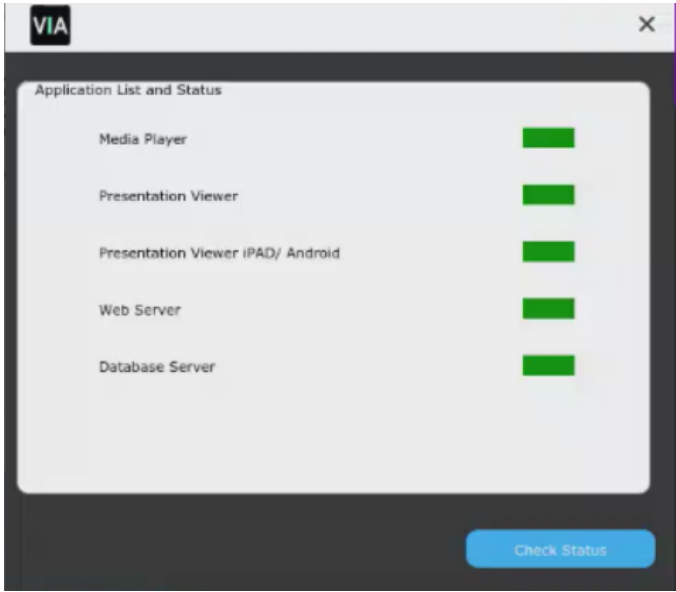 VIA
Application List and Status
Media Player
Presentation Viewer
Presentation Viewer iPAD/ Android
Web Server
Database Server
Check Status